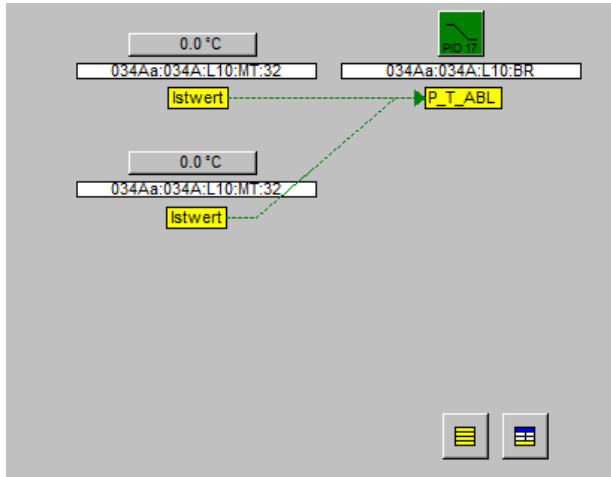 0.0 °C
PID 17
034Aa:034A:L10:MT:32
034Aa:034A:L10:BR
Istwert
P_T_ABL
0.0 °C
034Aa:034A:L10:MT:32
Istwert